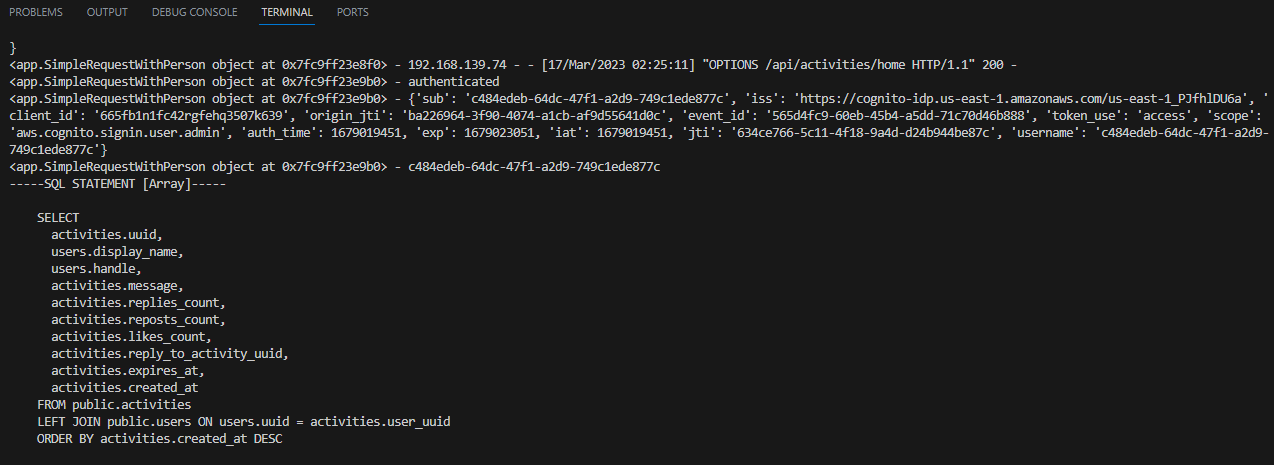 PROBLEMS OUTPUT DEBUG CONSOLE TERMINAL PORTS
}
<app.SimpleRequestWithPerson object at 0x7fc9ff23e8f0> - 192.168.139.74 - - [17/Mar/2023 02:25:11] "OPTIONS /api/activities/home HTTP/1.1" 200 -
<app.SimpleRequestWithPerson object at 0x7fc9ff23e9b0> - authenticated
<app.SimpleRequestWithPerson object at 0x7fc9ff23e9b0> - {'sub': 'c484edeb-64dc-47f1-a2d9-749c1ede877c', 'iss': 'https://cognito-idp.us-east-1.amazonaws.com/us-east-1_PJfhlDU6a', '
client_id': '665fb1n1fc42rgfehq3507k639', 'origin_jti': 'ba226964-3f90-4074-a1cb-af9d55641d0c', 'event_id': '565d4fc9-60eb-45b4-a5dd-71c70d46b888', 'token_use': 'access', 'scope':
'aws.cognito.signin.user.admin', 'auth_time': 1679019451, 'exp': 1679023051, 'iat': 1679019451, 'jti': '634ce766-5c11-4f18-9a4d-d24b944be87c', 'username': 'c484edeb-64dc-47f1-a2d9-
749c1ede877c'}
<app.SimpleRequestWithPerson object at 0x7fc9ff23e9b0> - c484edeb-64dc-47f1-a2d9-749c1ede877c
-----SQL STATEMENT [Array]-----
SELECT
activities.uuid,
users.display_name,
users.handle,
activities.message,
activities.replies_count,
activities.reposts_count,
activities.likes_count,
activities.reply_to_activity_uuid,
activities.expires_at,
activities.created_at
FROM public.activities
LEFT JOIN public.users ON users.uuid = activities.user_uuid
ORDER BY activities.created_at DESC